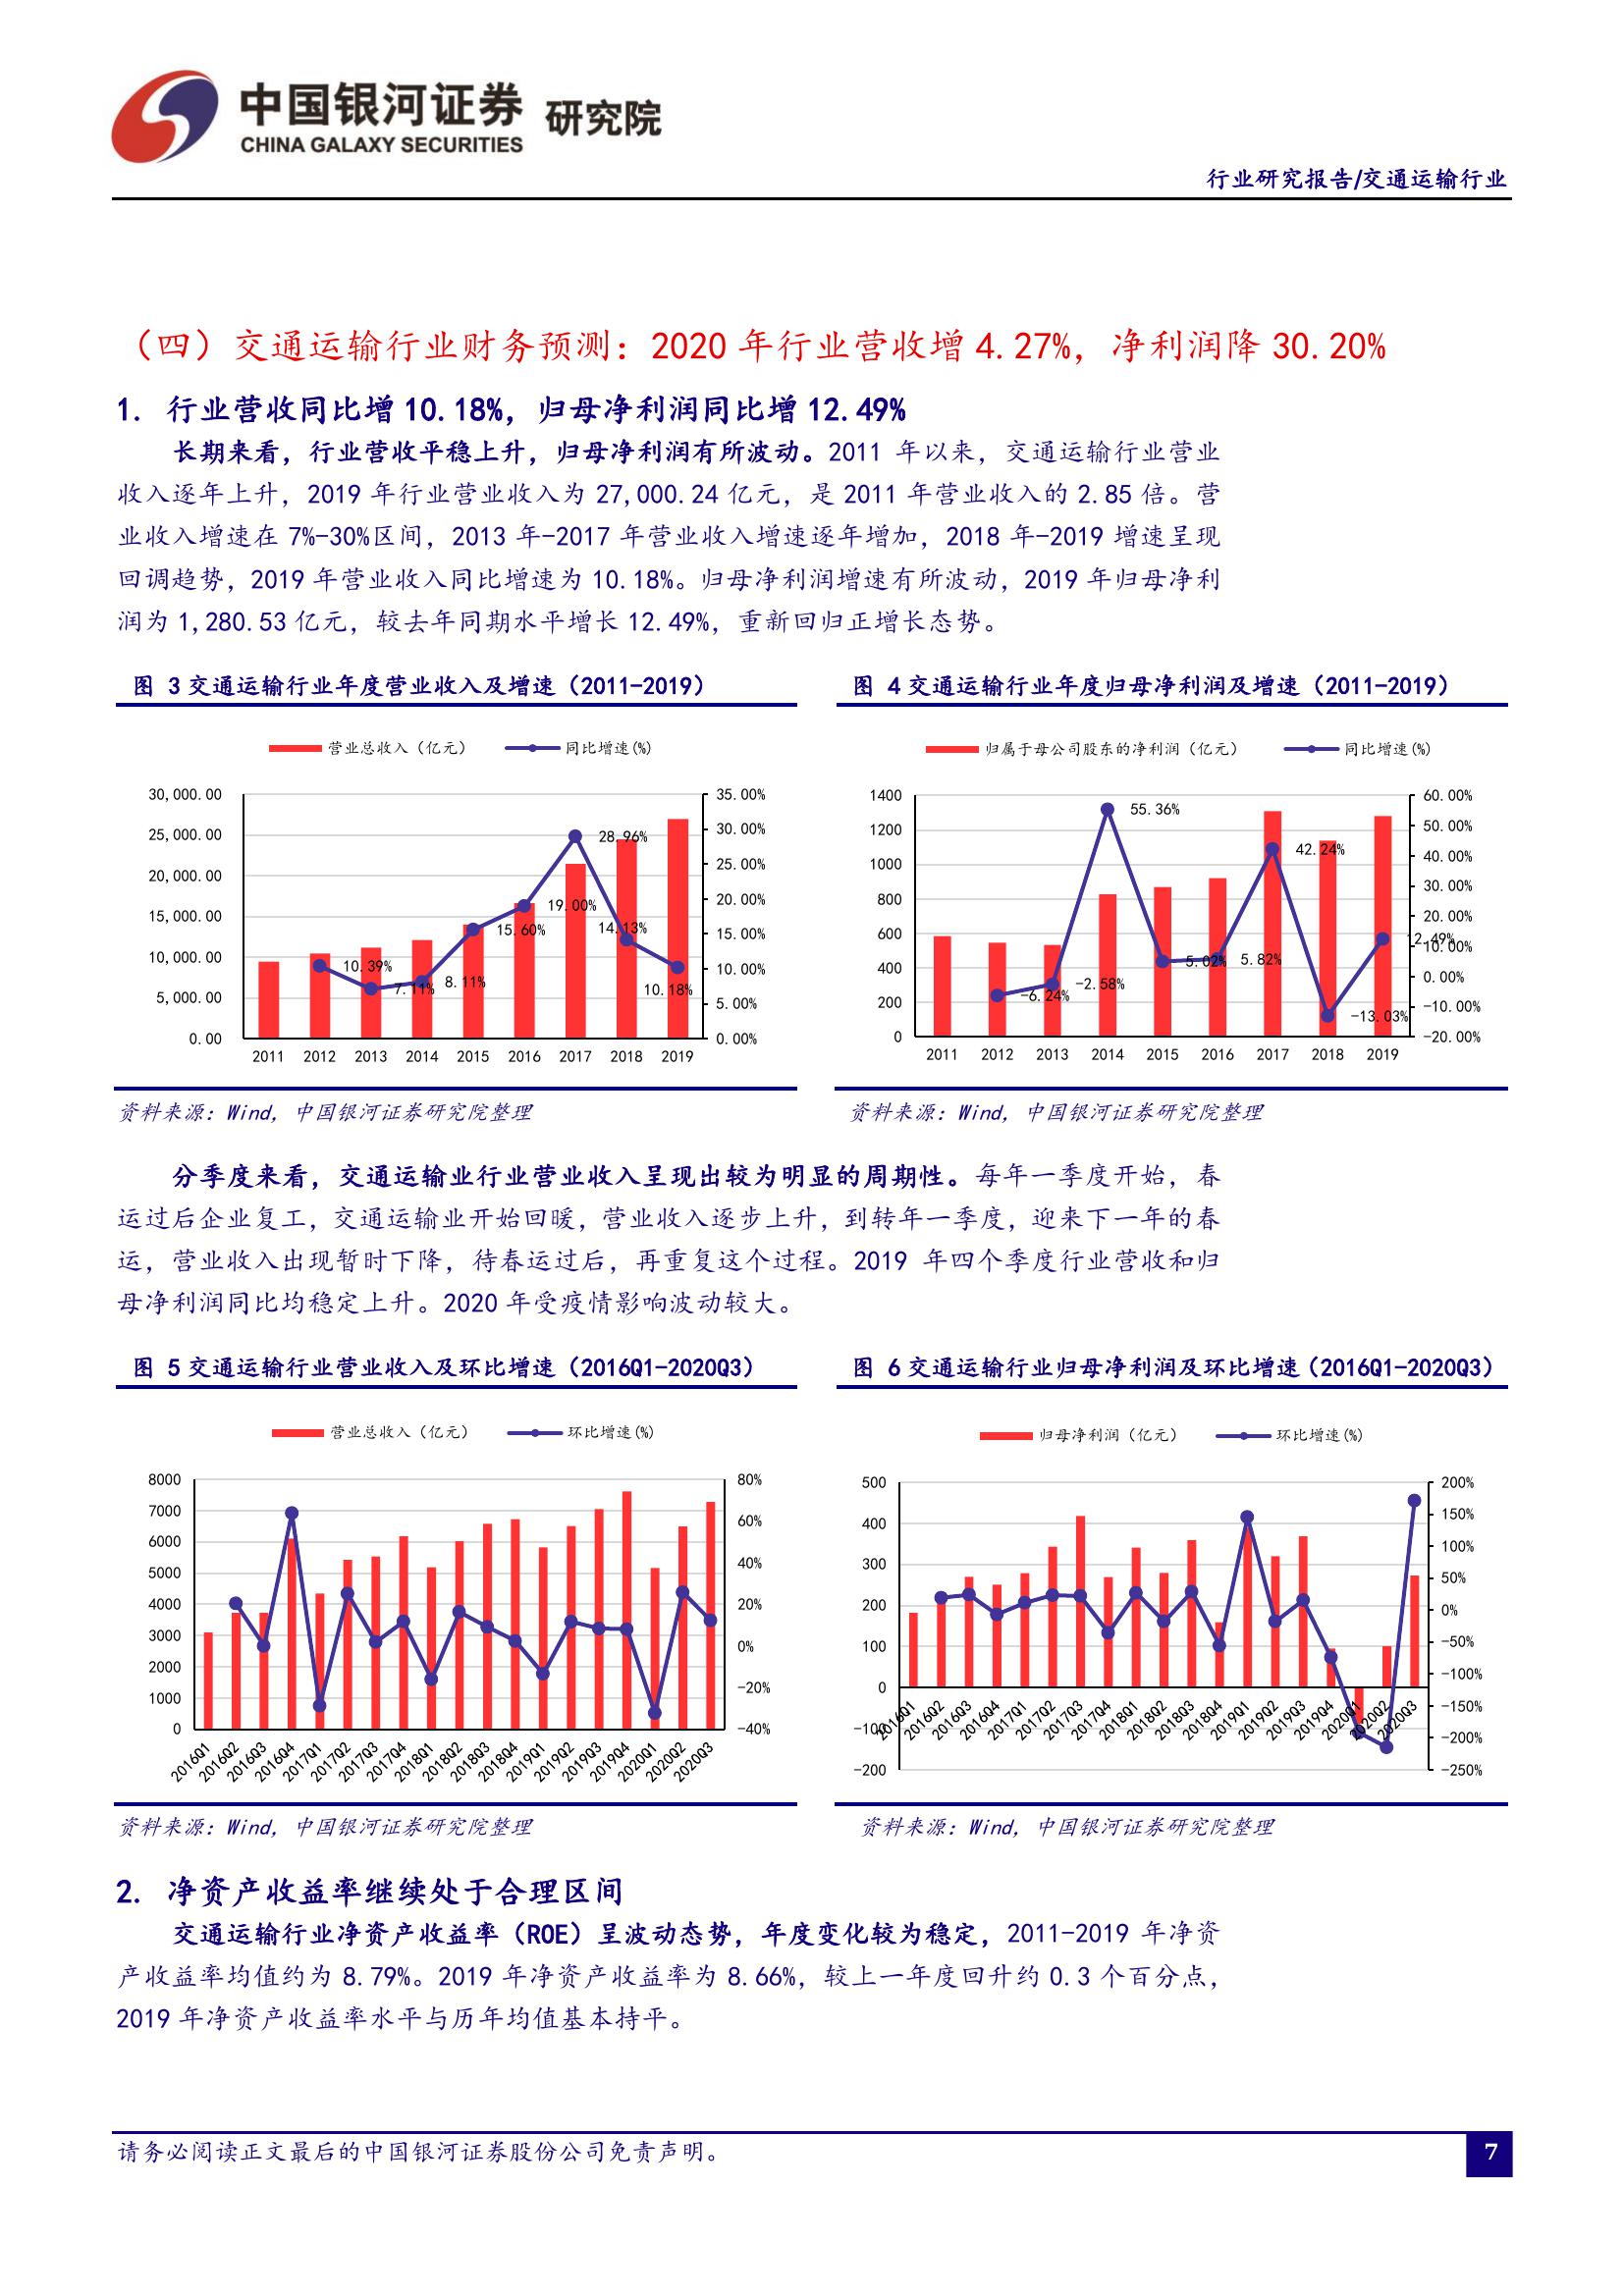 中国银河证券 研究院
CHINA GALAXY SECURITIES
行业研究报告/交通运输行业
（四）交通运输行业财务预测：2020 年行业营收增 4.27%，净利润降 30.20%
1. 行业营收同比增 10.18%，归母净利润同比增 12.49%
长期来看，行业营收平稳上升，归母净利润有所波动。2011 年以来，交通运输行业营业
收入逐年上升，2019 年行业营业收入为 27,000.24 亿元，是 2011 年营业收入的 2.85 倍。营
业收入增速在 7%-30%区间，2013 年-2017 年营业收入增速逐年增加，2018 年-2019 增速呈现
回调趋势，2019 年营业收入同比增速为 10.18%。归母净利润增速有所波动，2019 年归母净利
润为 1,280.53 亿元，较去年同期水平增长 12.49%，重新回归正增长态势。
图 3 交通运输行业年度营业收入及增速（2011-2019）
营业总收入（亿元） 同比增速(%)
30,000.00 35.00%
25,000.00 30.00%
20,000.00 25.00%
15,000.00 20.00%
10,000.00 15.00%
5,000.00 10.00%
0.00 5.00%
0.00%
10.39% 7.11% 8.11% 15.60% 19.00% 28.96% 14.13% 10.18%
2011 2012 2013 2014 2015 2016 2017 2018 2019
资料来源：Wind, 中国银河证券研究院整理
图 4 交通运输行业年度归母净利润及增速（2011-2019）
归属于母公司股东的净利润（亿元） 同比增速(%)
1400 60.00%
1200 50.00%
1000 40.00%
800 30.00%
600 20.00%
400 10.00%
200 0.00%
0 -10.00%
-20.00%
-6.24% -2.58% 55.36% 5.02% 5.82% 42.24% -13.03% 12.49%
2011 2012 2013 2014 2015 2016 2017 2018 2019
资料来源：Wind, 中国银河证券研究院整理
分季度来看，交通运输业行业营业收入呈现出较为明显的周期性。每年一季度开始，春
运过后企业复工，交通运输业开始回暖，营业收入逐步上升，到转年一季度，迎来下一年的春
运，营业收入出现暂时下降，待春运过后，再重复这个过程。2019 年四个季度行业营收和归
母净利润同比均稳定上升。2020 年受疫情影响波动较大。
图 5 交通运输行业营业收入及环比增速（2016Q1-2020Q3）
营业总收入（亿元） 环比增速(%)
8000 80%
7000 60%
6000 40%
5000 20%
4000 0%
3000 -20%
2000 -40%
1000
0
2016Q1 2016Q2 2016Q3 2016Q4 2017Q1 2017Q2 2017Q3 2017Q4 2018Q1 2018Q2 2018Q3 2018Q4 2019Q1 2019Q2 2019Q3 2019Q4 2020Q1 2020Q2 2020Q3
资料来源：Wind, 中国银河证券研究院整理
图 6 交通运输行业归母净利润及环比增速（2016Q1-2020Q3）
归母净利润（亿元） 环比增速(%)
500 200%
400 150%
300 100%
200 50%
100 0%
0 -50%
-100 -100%
-200 -150%
-200%
-250%
2016Q1 2016Q2 2016Q3 2016Q4 2017Q1 2017Q2 2017Q3 2017Q4 2018Q1 2018Q2 2018Q3 2018Q4 2019Q1 2019Q2 2019Q3 2019Q4 2020Q1 2020Q2 2020Q3
资料来源：Wind, 中国银河证券研究院整理
2. 净资产收益率继续处于合理区间
交通运输行业净资产收益率（ROE）呈波动态势，年度变化较为稳定，2011-2019 年净资
产收益率均值约为 8.79%。2019 年净资产收益率为 8.66%，较上一年度回升约 0.3 个百分点，
2019 年净资产收益率水平与历年均值基本持平。
请务必阅读正文最后的中国银河证券股份公司免责声明。
7